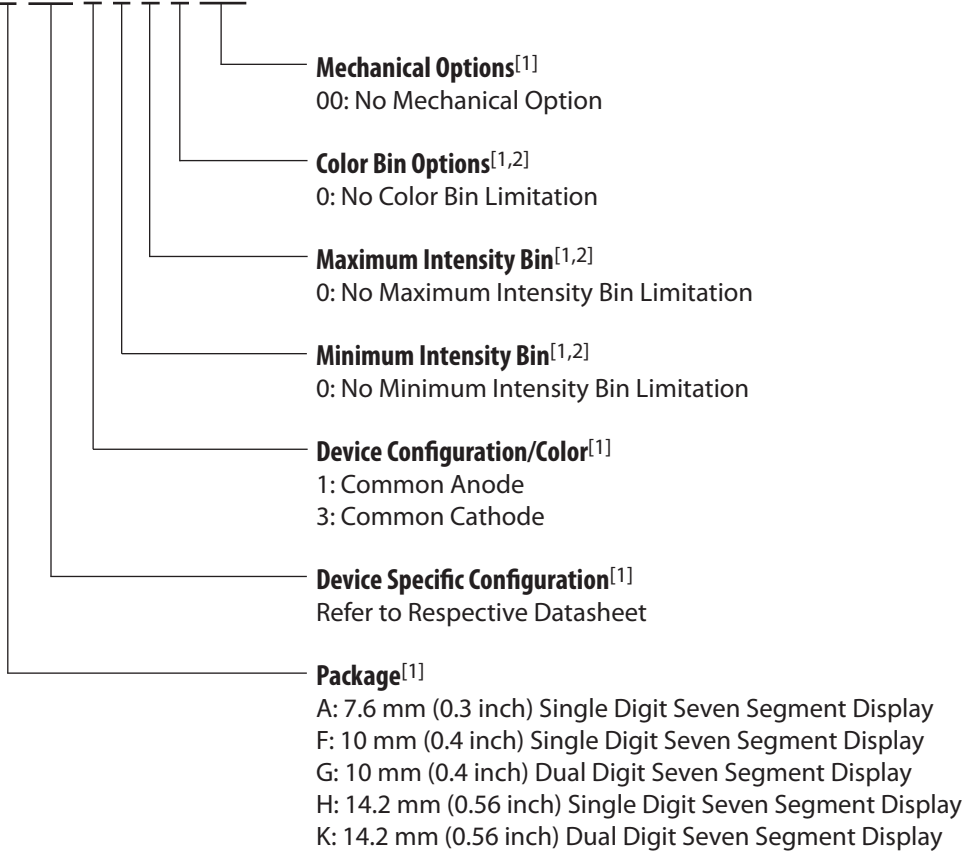 Mechanical Options[1]
00: No Mechanical Option
Color Bin Options[1,2]
0: No Color Bin Limitation
Maximum Intensity Bin[1,2]
0: No Maximum Intensity Bin Limitation
Minimum Intensity Bin[1,2]
0: No Minimum Intensity Bin Limitation
Device Configuration/Color[1]
1: Common Anode
3: Common Cathode
Device Specific Configuration[1]
Refer to Respective Datasheet
Package[1]
A: 7.6 mm (0.3 inch) Single Digit Seven Segment Display
F: 10 mm (0.4 inch) Single Digit Seven Segment Display
G: 10 mm (0.4 inch) Dual Digit Seven Segment Display
H: 14.2 mm (0.56 inch) Single Digit Seven Segment Display
K: 14.2 mm (0.56 inch) Dual Digit Seven Segment Display